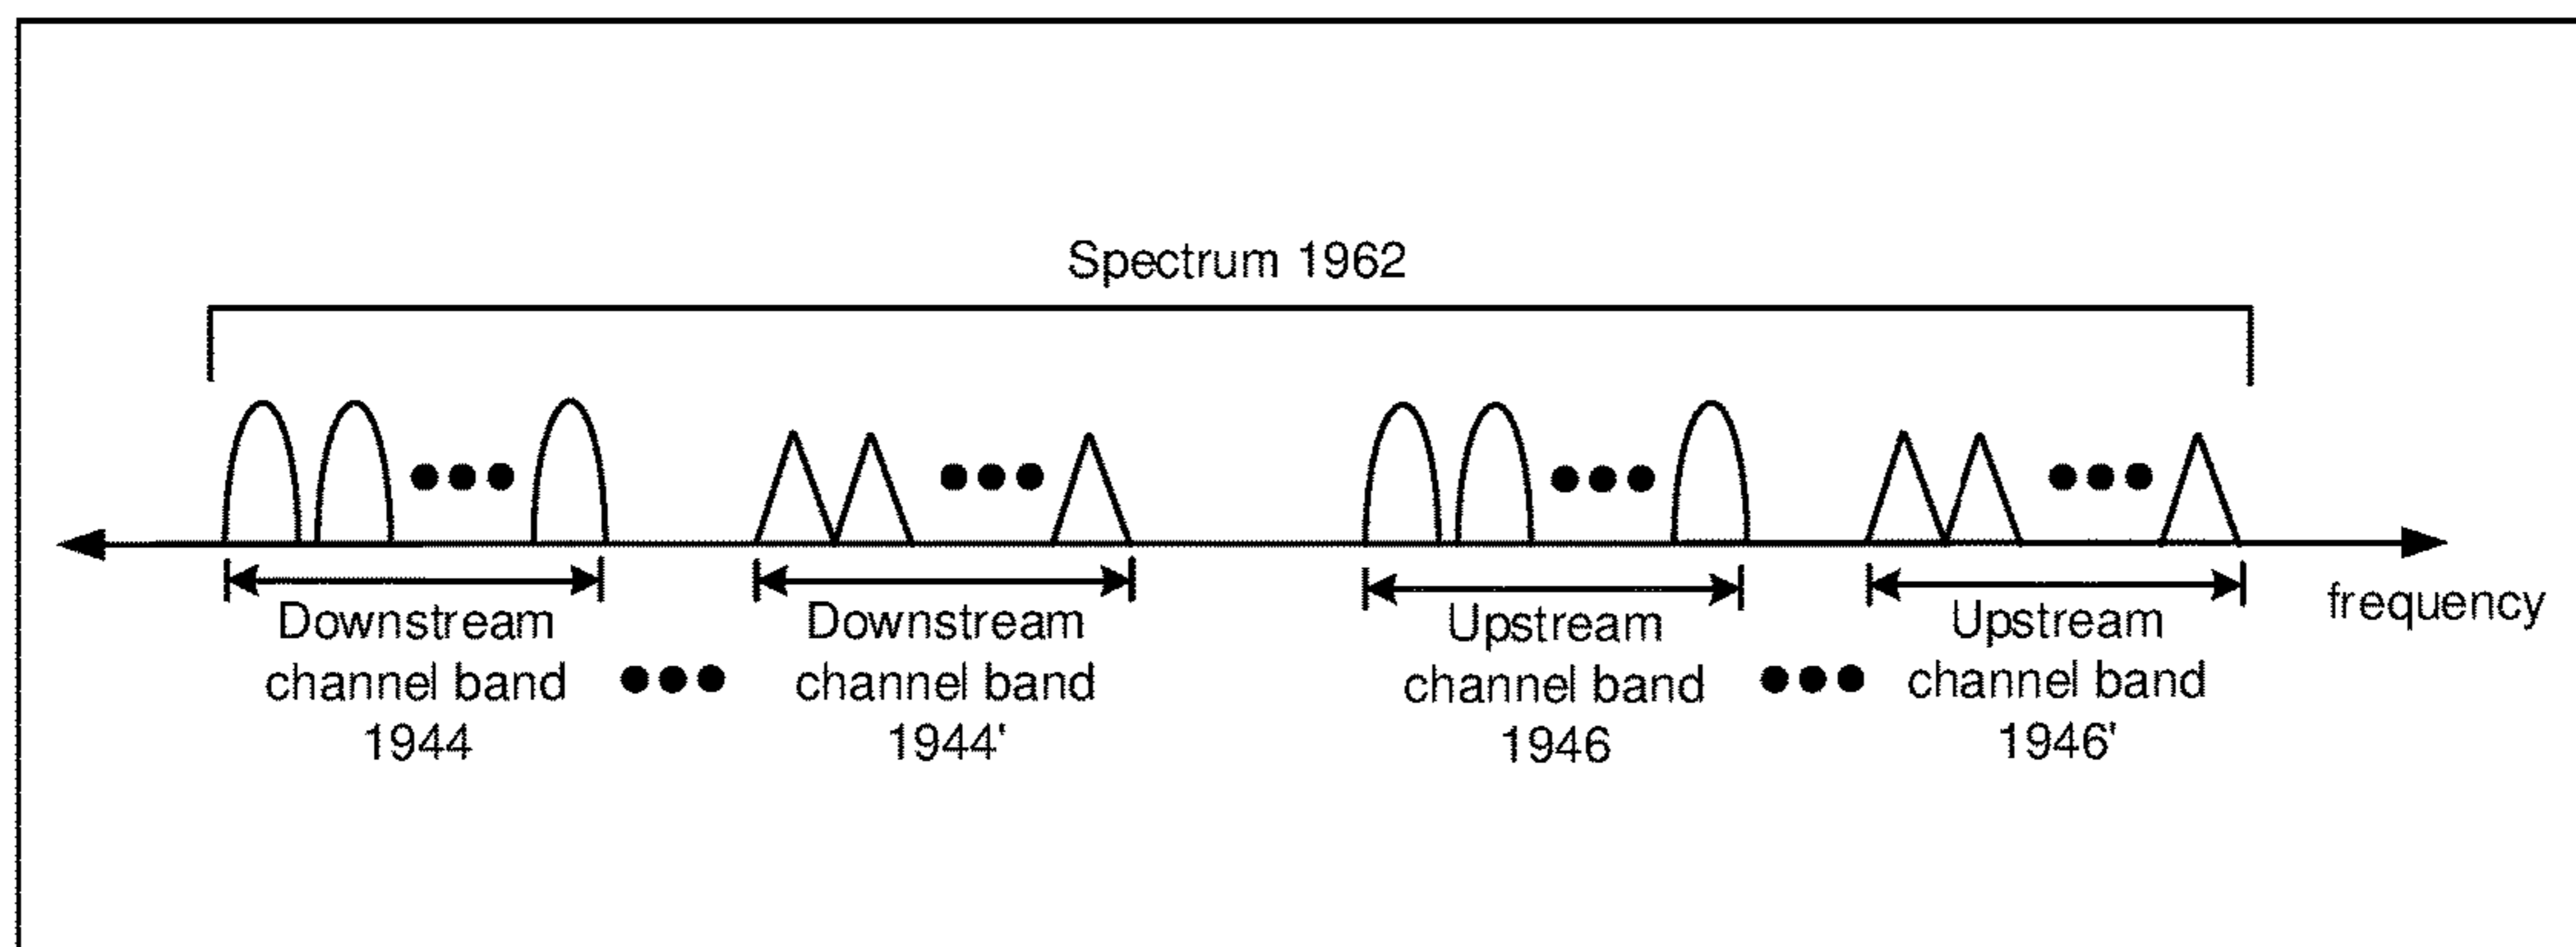 Spectrum 1962
Downstream
channel band
1944
Downstream
channel band
1944'
Upstream
channel band
1946
Upstream
channel band
1946'
frequency